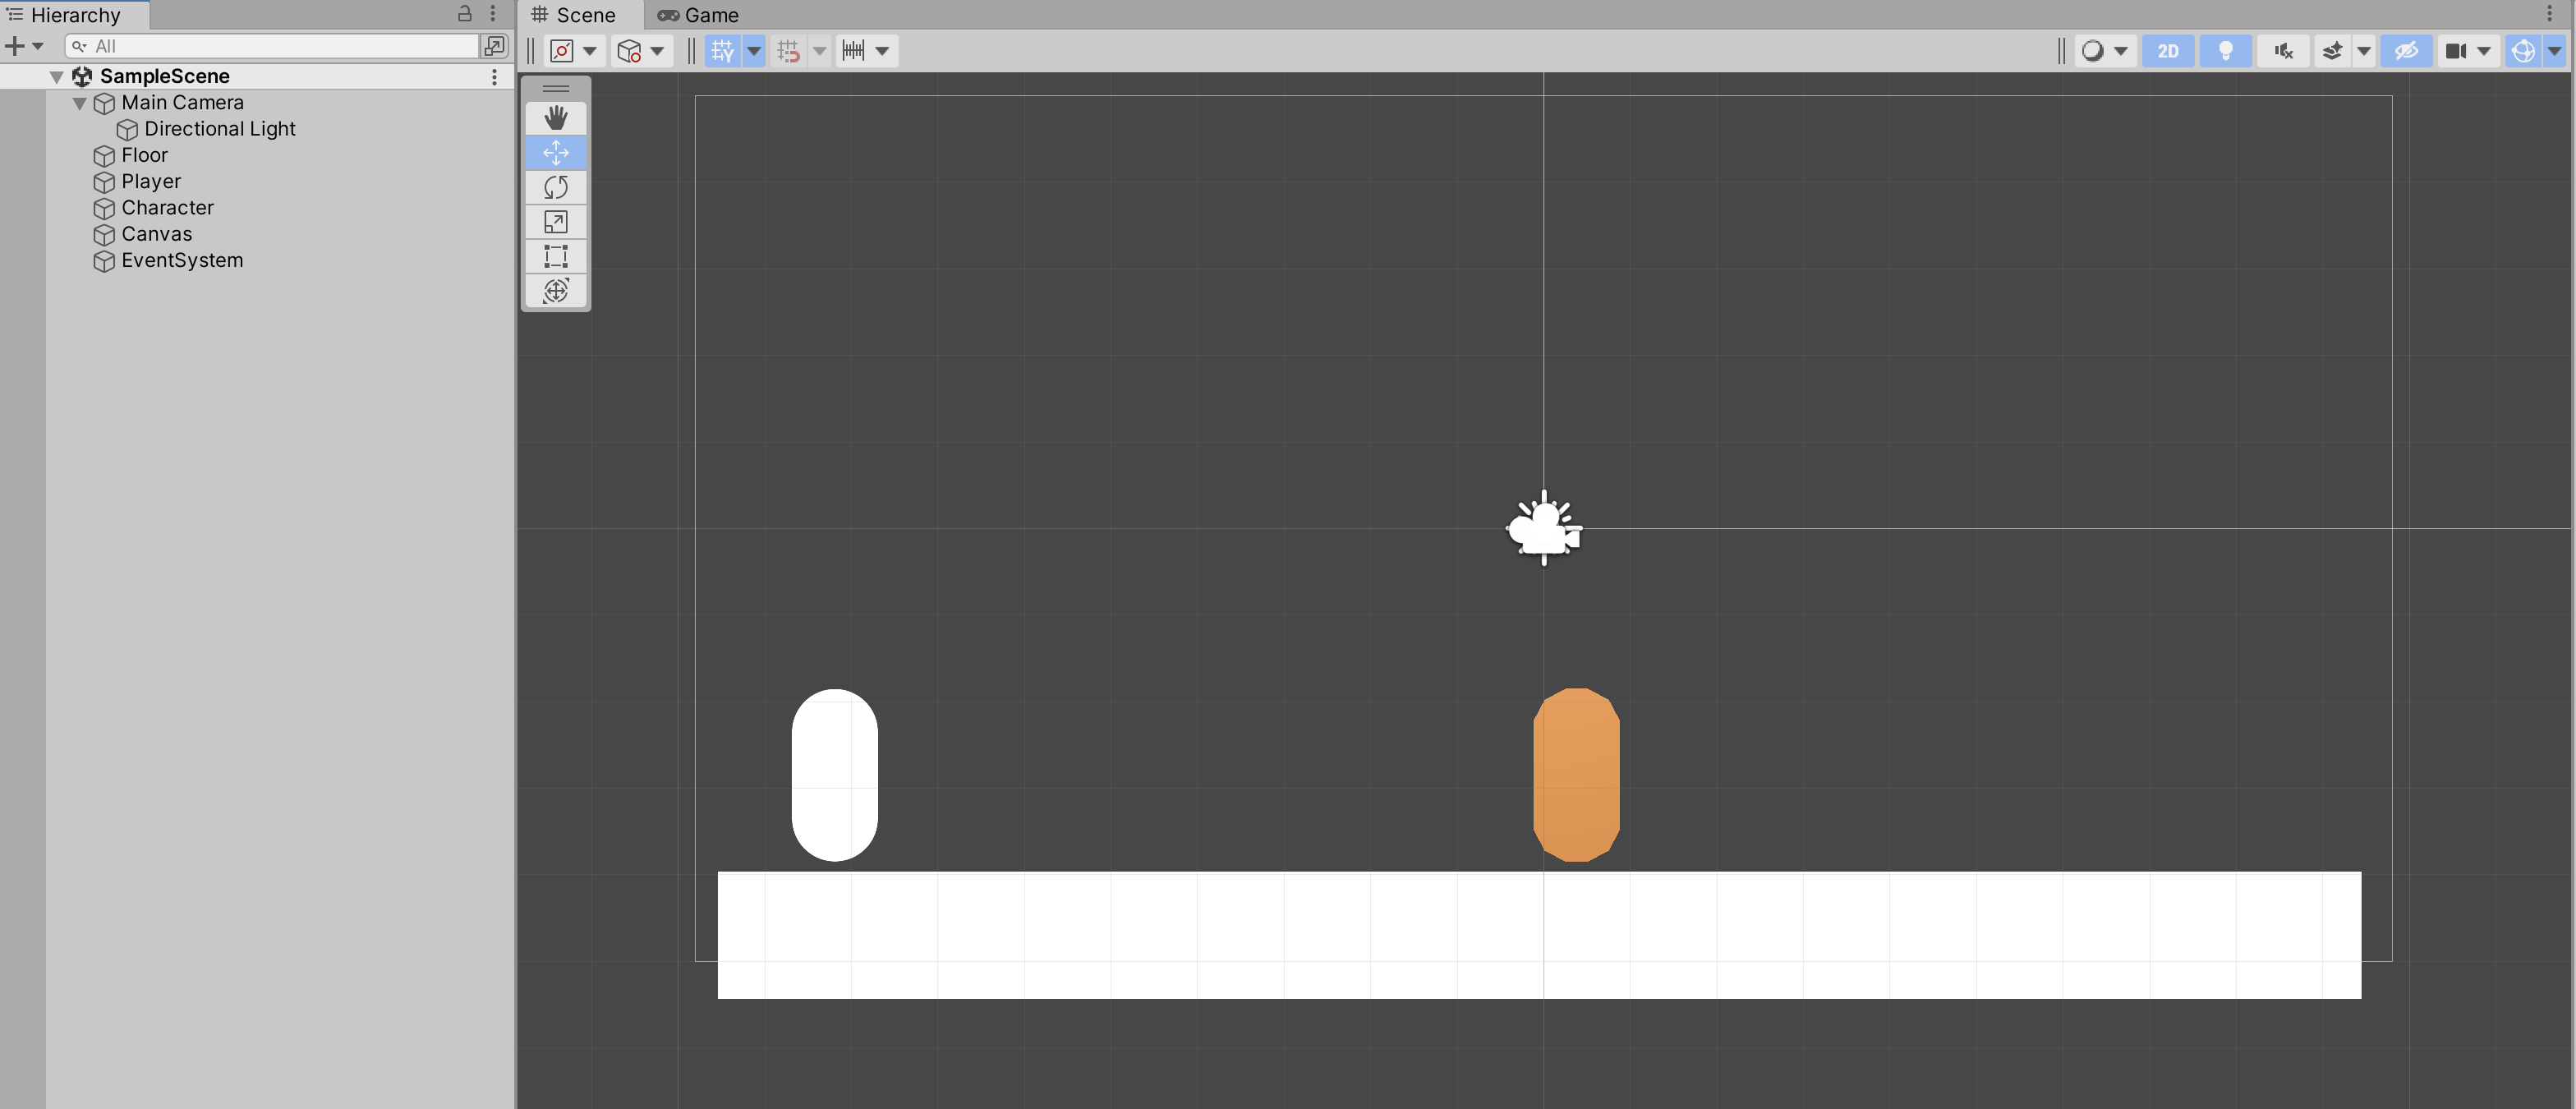 Hierarchy
All
SampleScene
Main Camera
Directional Light
Floor
Player
Character
Canvas
EventSystem
Scene
Game
2D